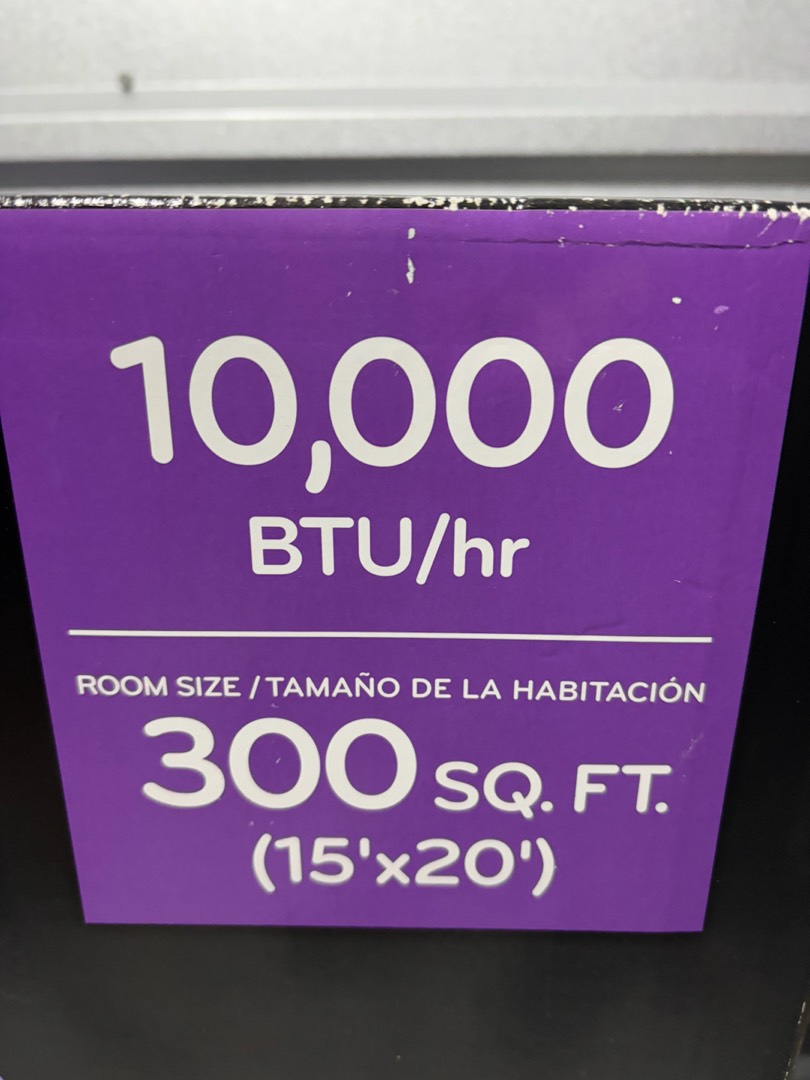 10,000
BTU/hr
ROOM SIZE / TAMAÑO DE LA HABITACIÓN
300 SQ. FT.
(15'x20')